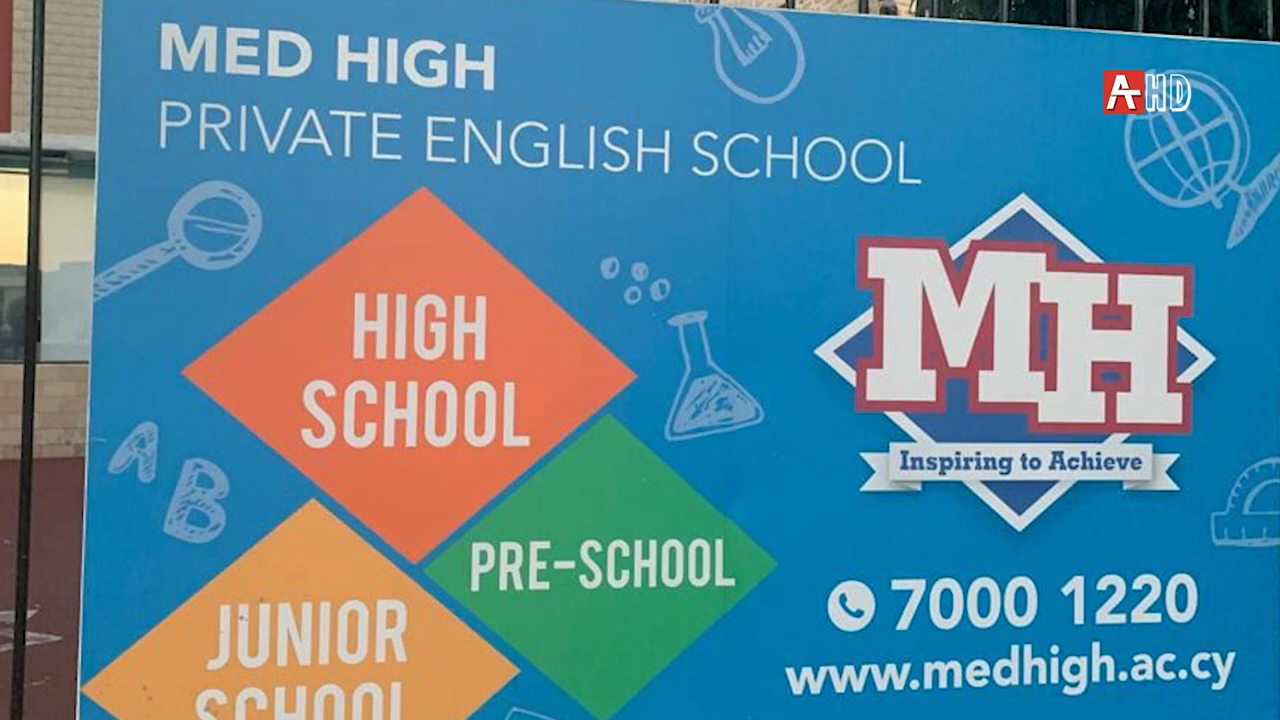 MED HIGH
PRIVATE ENGLISH SCHOOL
A HD
HIGH
SCHOOL
A
B
PRE-SCHOOL
JUNIOR
SCHOOL
MH
Inspiring to Achieve
7000 1220
www.medhigh.ac.cy